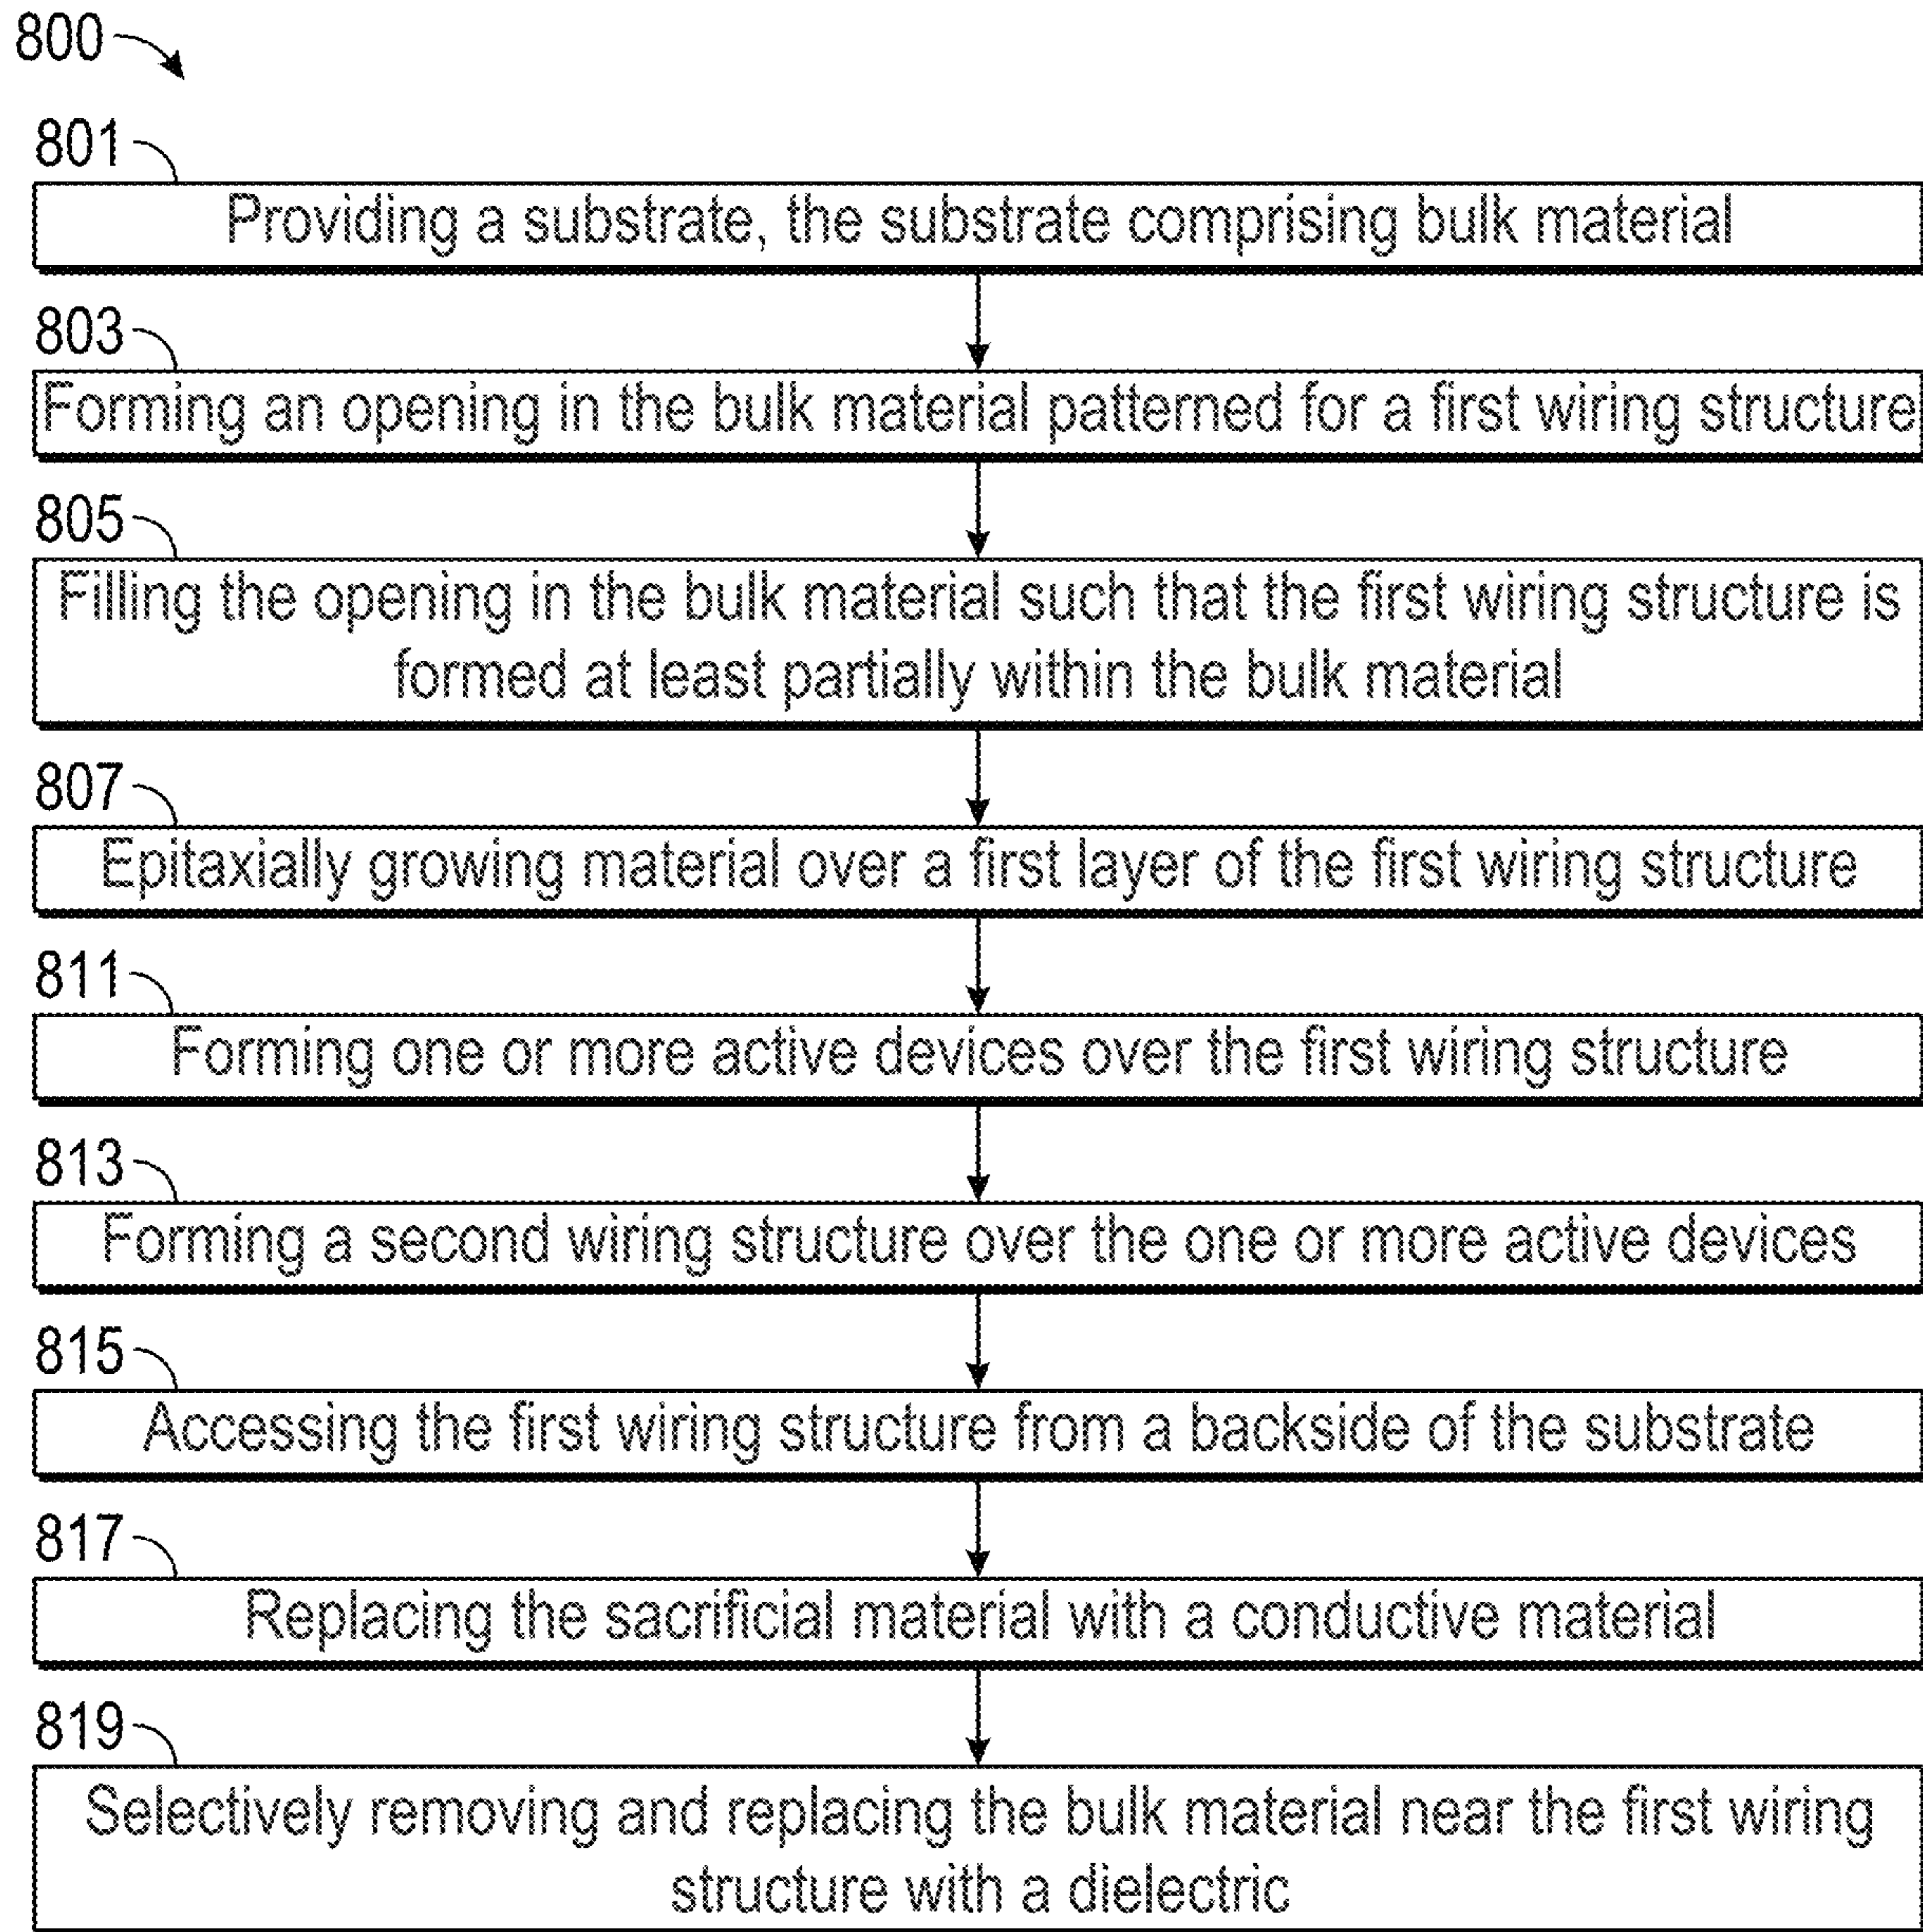 800
801
Providing a substrate, the substrate comprising bulk material
803
Forming an opening in the bulk material patterned for a first wiring structure
805
Filling the opening in the bulk material such that the first wiring structure is
formed at least partially within the bulk material
807
Epitaxially growing material over a first layer of the first wiring structure
811
Forming one or more active devices over the first wiring structure
813
Forming a second wiring structure over the one or more active devices
815
Accessing the first wiring structure from a backside of the substrate
817
Replacing the sacrificial material with a conductive material
819
Selectively removing and replacing the bulk material near the first wiring
structure with a dielectric